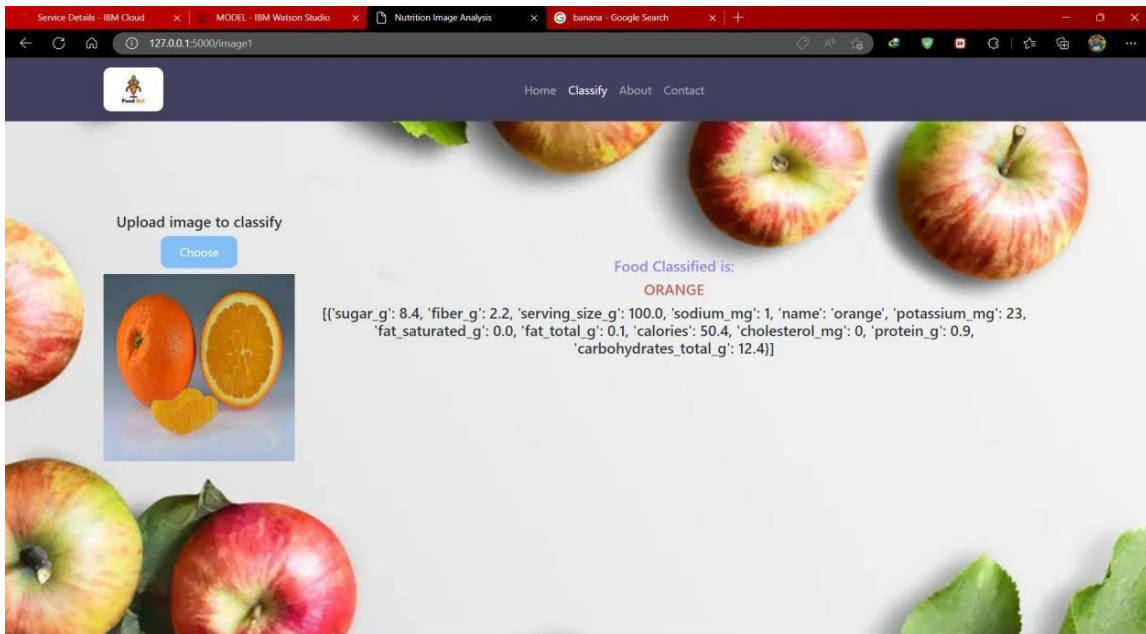 Service Details - IBM Cloud
MODEL - IBM Watson Studio
Nutrition Image Analysis
banana - Google Search
127.0.0.1:5000/image1
Food
Home Classify About Contact
Upload image to classify
Choose
Food Classified is:
ORANGE
[{'sugar_g': 8.4, 'fiber_g': 2.2, 'serving_size_g': 100.0, 'sodium_mg': 1, 'name': 'orange', 'potassium_mg': 23,
'fat_saturated_g': 0.0, 'fat_total_g': 0.1, 'calories': 50.4, 'cholesterol_mg': 0, 'protein_g': 0.9,
'carbohydrates_total_g': 12.4}]